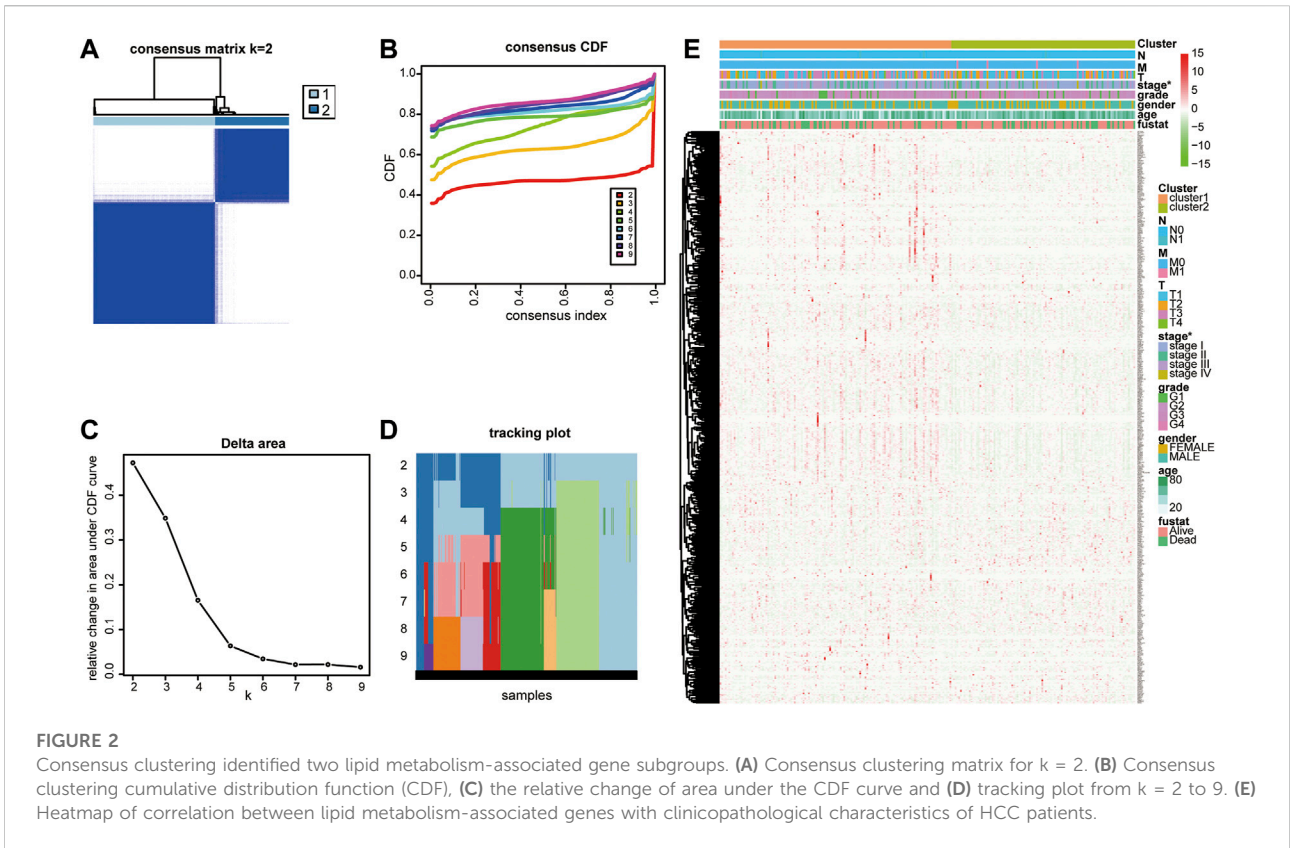 A
consensus matrix k=2
1
2
B
consensus CDF
CDF
1.0
0.8
0.6
0.4
0.2
0.0
2
3
4
5
6
7
8
9
0.0
0.2
0.4
0.6
0.8
1.0
consensus index
C
Delta area
relative change in area under CDF curve
0.4
0.3
0.2
0.1
0.0
2 3 4 5 6 7 8 9
k
D
tracking plot
2
3
4
5
6
7
8
9
samples
E
Cluster
N
M
T
stage*
grade
gender
age
fustat
15
10
5
0
−5
−10
−15
Cluster
cluster1
cluster2
N
N0
N1
M
M0
M1
T
T1
T2
T3
T4
stage*
stage I
stage II
stage III
stage IV
grade
G1
G2
G3
G4
gender
FEMALE
MALE
age
80
20
fustat
Alive
Dead
FIGURE 2
Consensus clustering identified two lipid metabolism-associated gene subgroups. (A) Consensus clustering matrix for k = 2. (B) Consensus
clustering cumulative distribution function (CDF), (C) the relative change of area under the CDF curve and (D) tracking plot from k = 2 to 9. (E)
Heatmap of correlation between lipid metabolism-associated genes with clinicopathological characteristics of HCC patients.